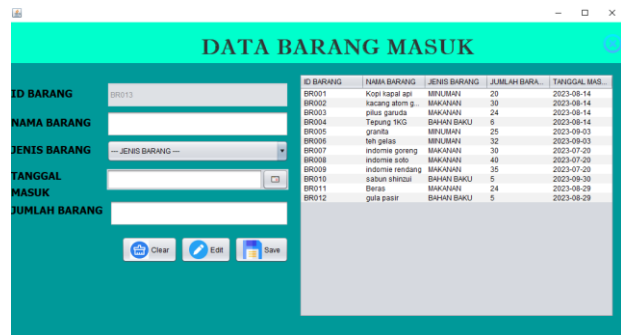 DATA BARANG MASUK
ID BARANG
BR013
NAMA BARANG
JENIS BARANG
--- JENIS BARANG ---
TANGGAL
MASUK
JUMLAH BARANG
Clear
Edit
Save
ID BARANG NAMA BARANG JENIS BARANG JUMLAH BARA... TANGGAL MAS...
BR001 Kopi kapal api MINUMAN 20 2023-08-14
BR002 kacang atom g... MAKANAN 30 2023-08-14
BR003 pilus garuda MAKANAN 24 2023-08-14
BR004 Tepung 1KG BAHAN BAKU 6 2023-08-14
BR005 granita MINUMAN 25 2023-09-03
BR006 teh gelas MINUMAN 32 2023-09-03
BR007 indomie goreng MAKANAN 30 2023-07-20
BR008 indomie soto MAKANAN 40 2023-07-20
BR009 indomie rendang MAKANAN 35 2023-07-20
BR010 sabun shinzui BAHAN BAKU 5 2023-09-30
BR011 Beras MAKANAN 24 2023-08-29
BR012 gula pasir BAHAN BAKU 5 2023-08-29